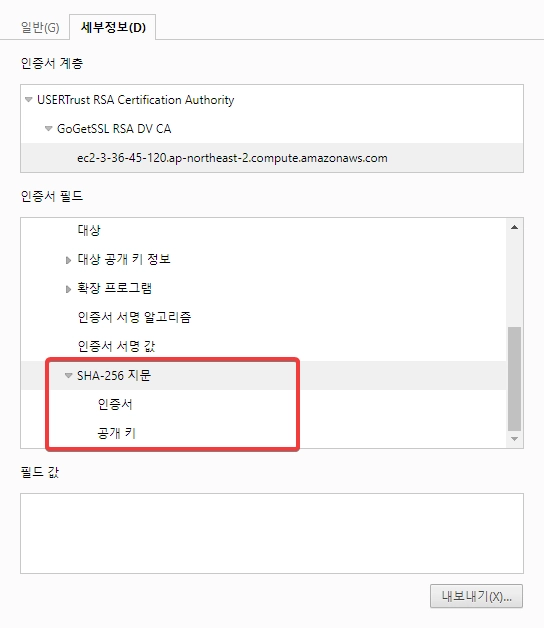 일반(G) 세부정보(D)
인증서 계층
USERTrust RSA Certification Authority
GoGetSSL RSA DV CA
ec2-3-36-45-120.ap-northeast-2.compute.amazonaws.com
인증서 필드
대상
대상 공개 키 정보
확장 프로그램
인증서 서명 알고리즘
인증서 서명 값
SHA-256 지문
인증서
공개 키
필드 값
내보내기(X)...